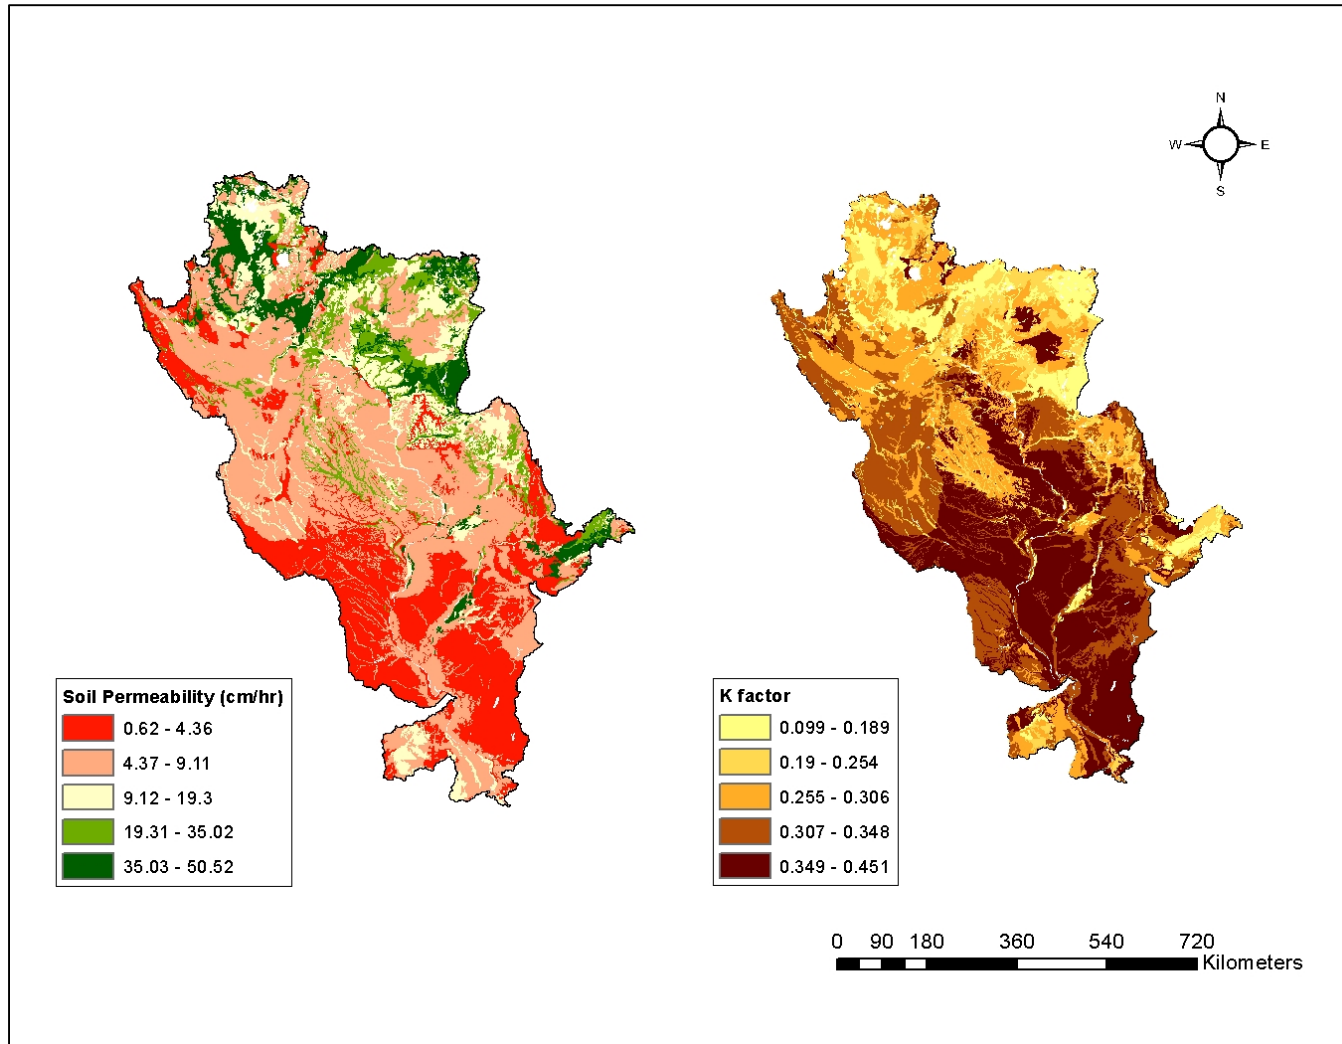 N
W E
S
Soil Permeability (cm/hr)
0.62 - 4.36
4.37 - 9.11
9.12 - 19.3
19.31 - 35.02
35.03 - 50.52
K factor
0.099 - 0.189
0.19 - 0.254
0.255 - 0.306
0.307 - 0.348
0.349 - 0.451
0 90 180 360 540 720
Kilometers